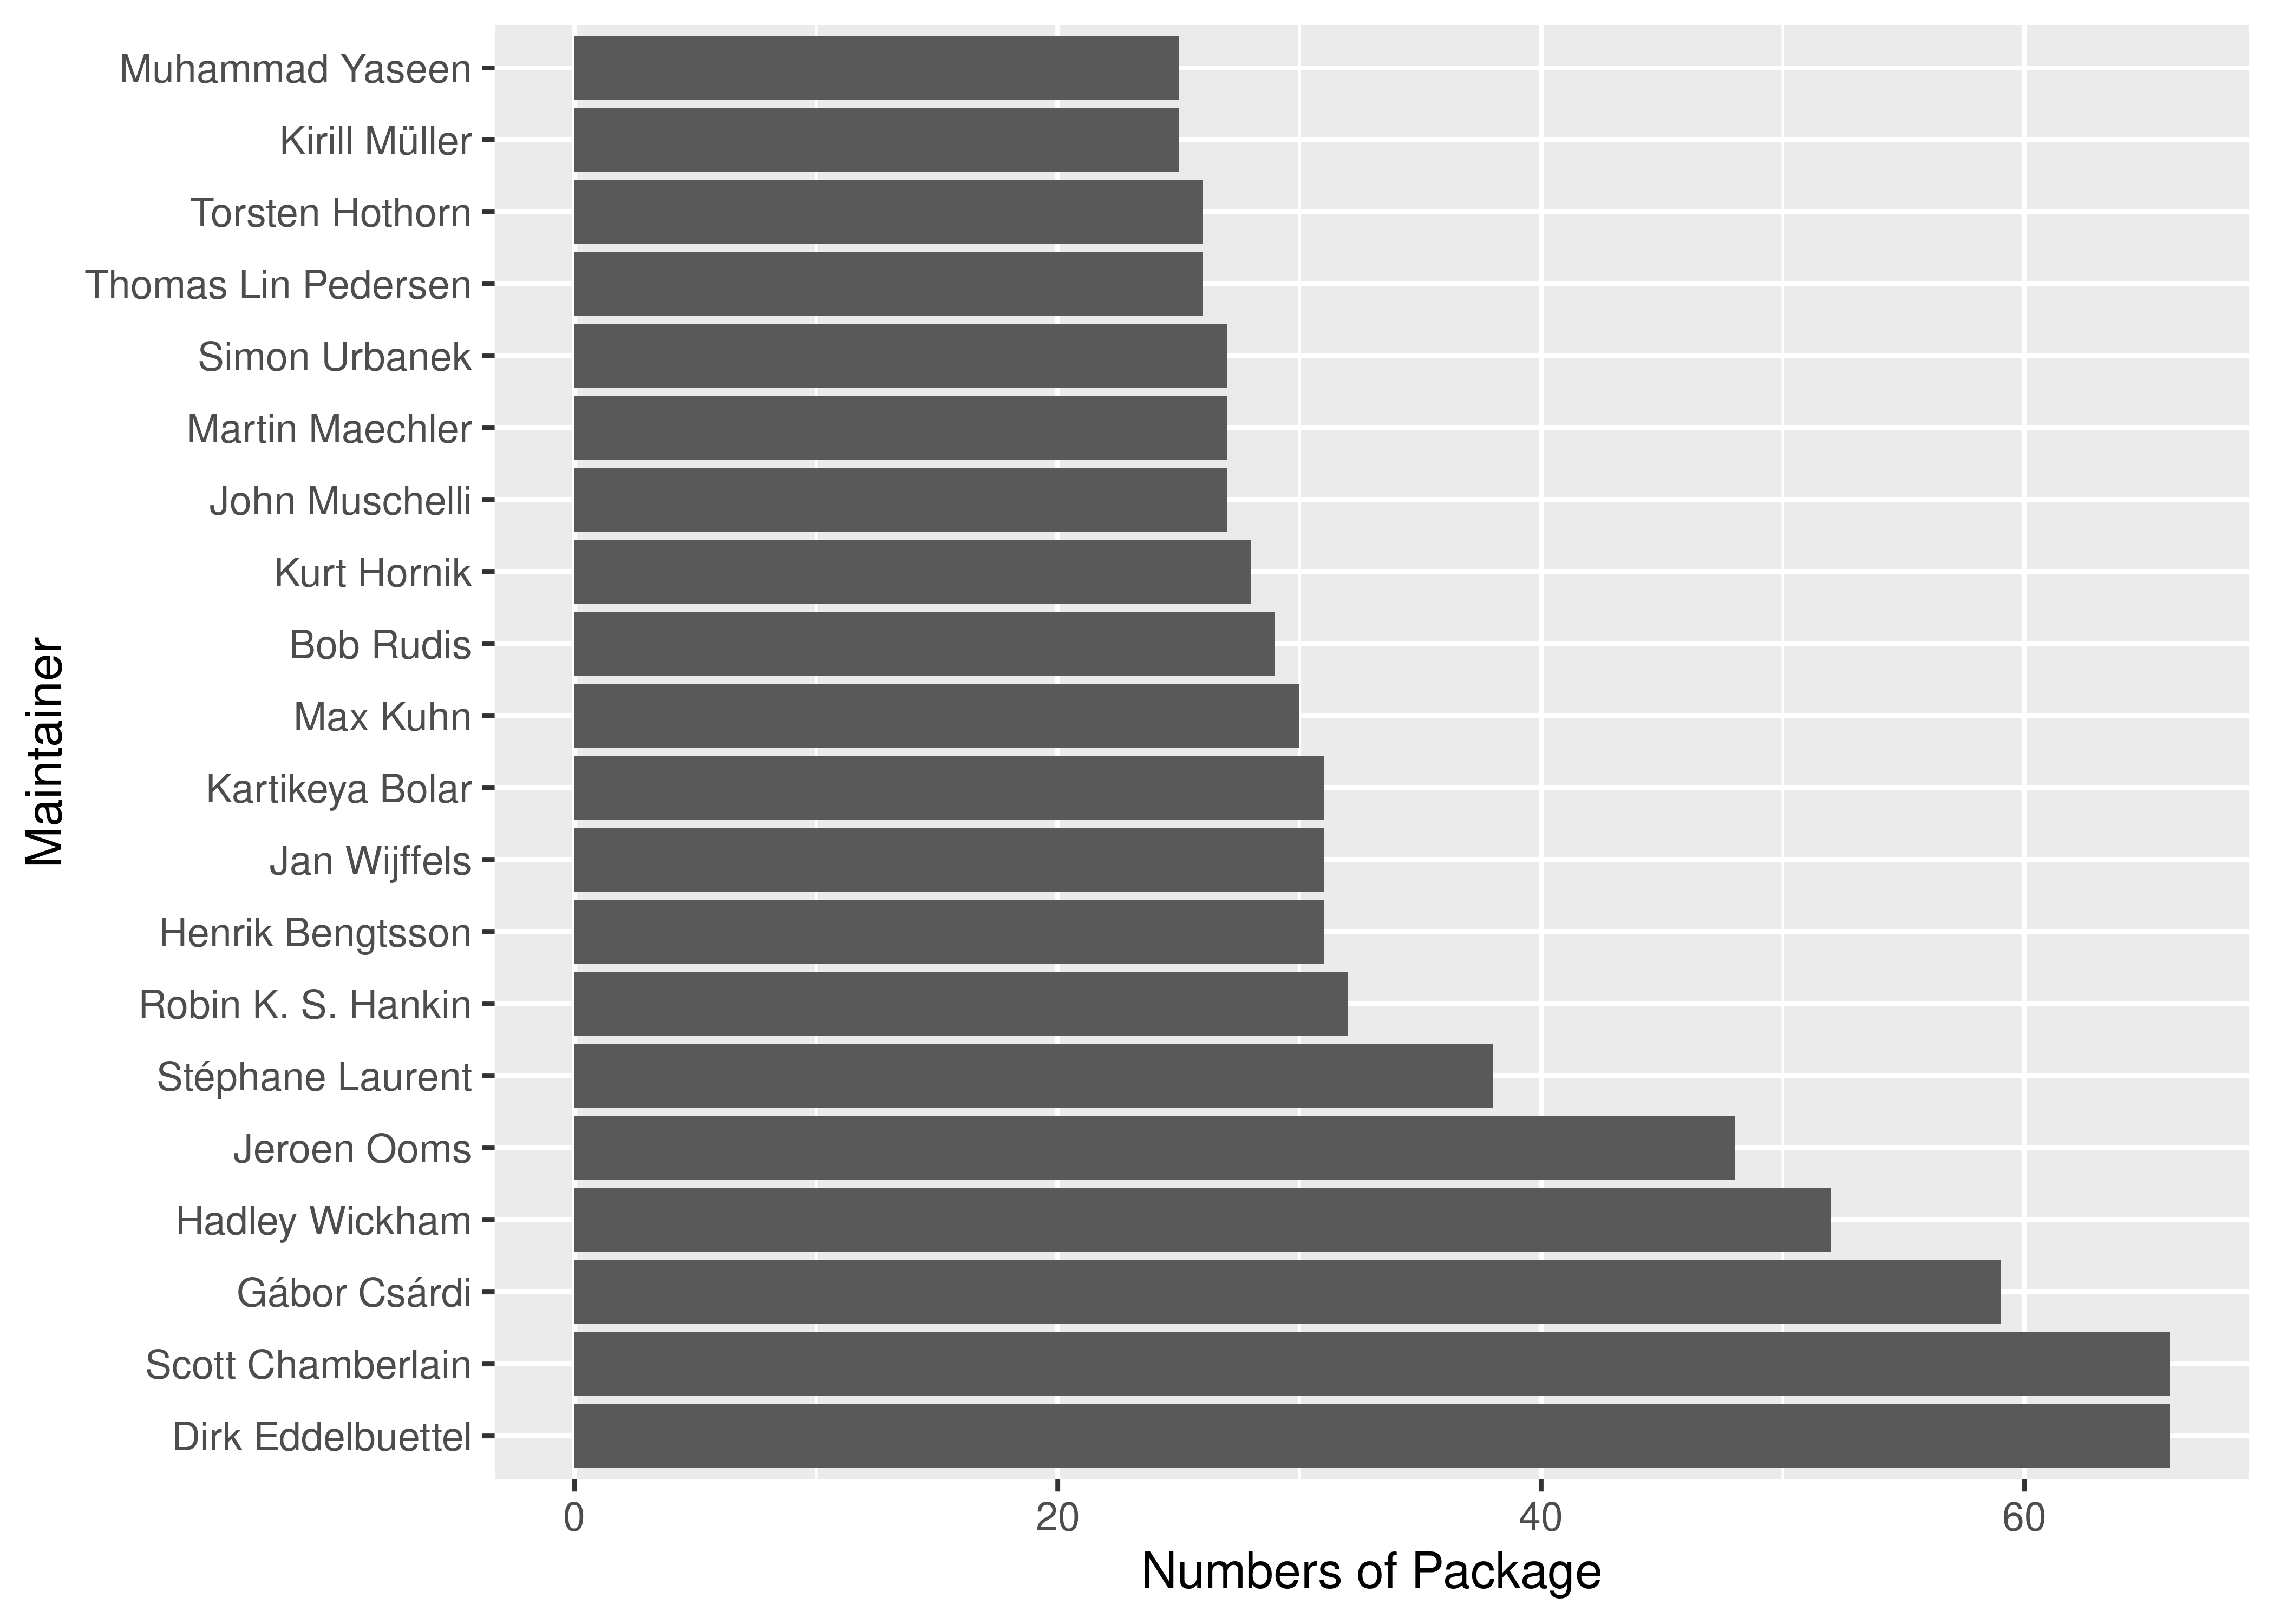 Muhammad Yaseen
Kirill Müller
Torsten Hothorn
Thomas Lin Pedersen
Simon Urbanek
Martin Maechler
John Muschelli
Kurt Hornik
Bob Rudis
Max Kuhn
Kartikeya Bolar
Jan Wijffels
Henrik Bengtsson
Robin K. S. Hankin
Stéphane Laurent
Jeroen Ooms
Hadley Wickham
Gábor Csárdi
Scott Chamberlain
Dirk Eddelbuettel
Maintainer
0 20 40 60
Numbers of Package